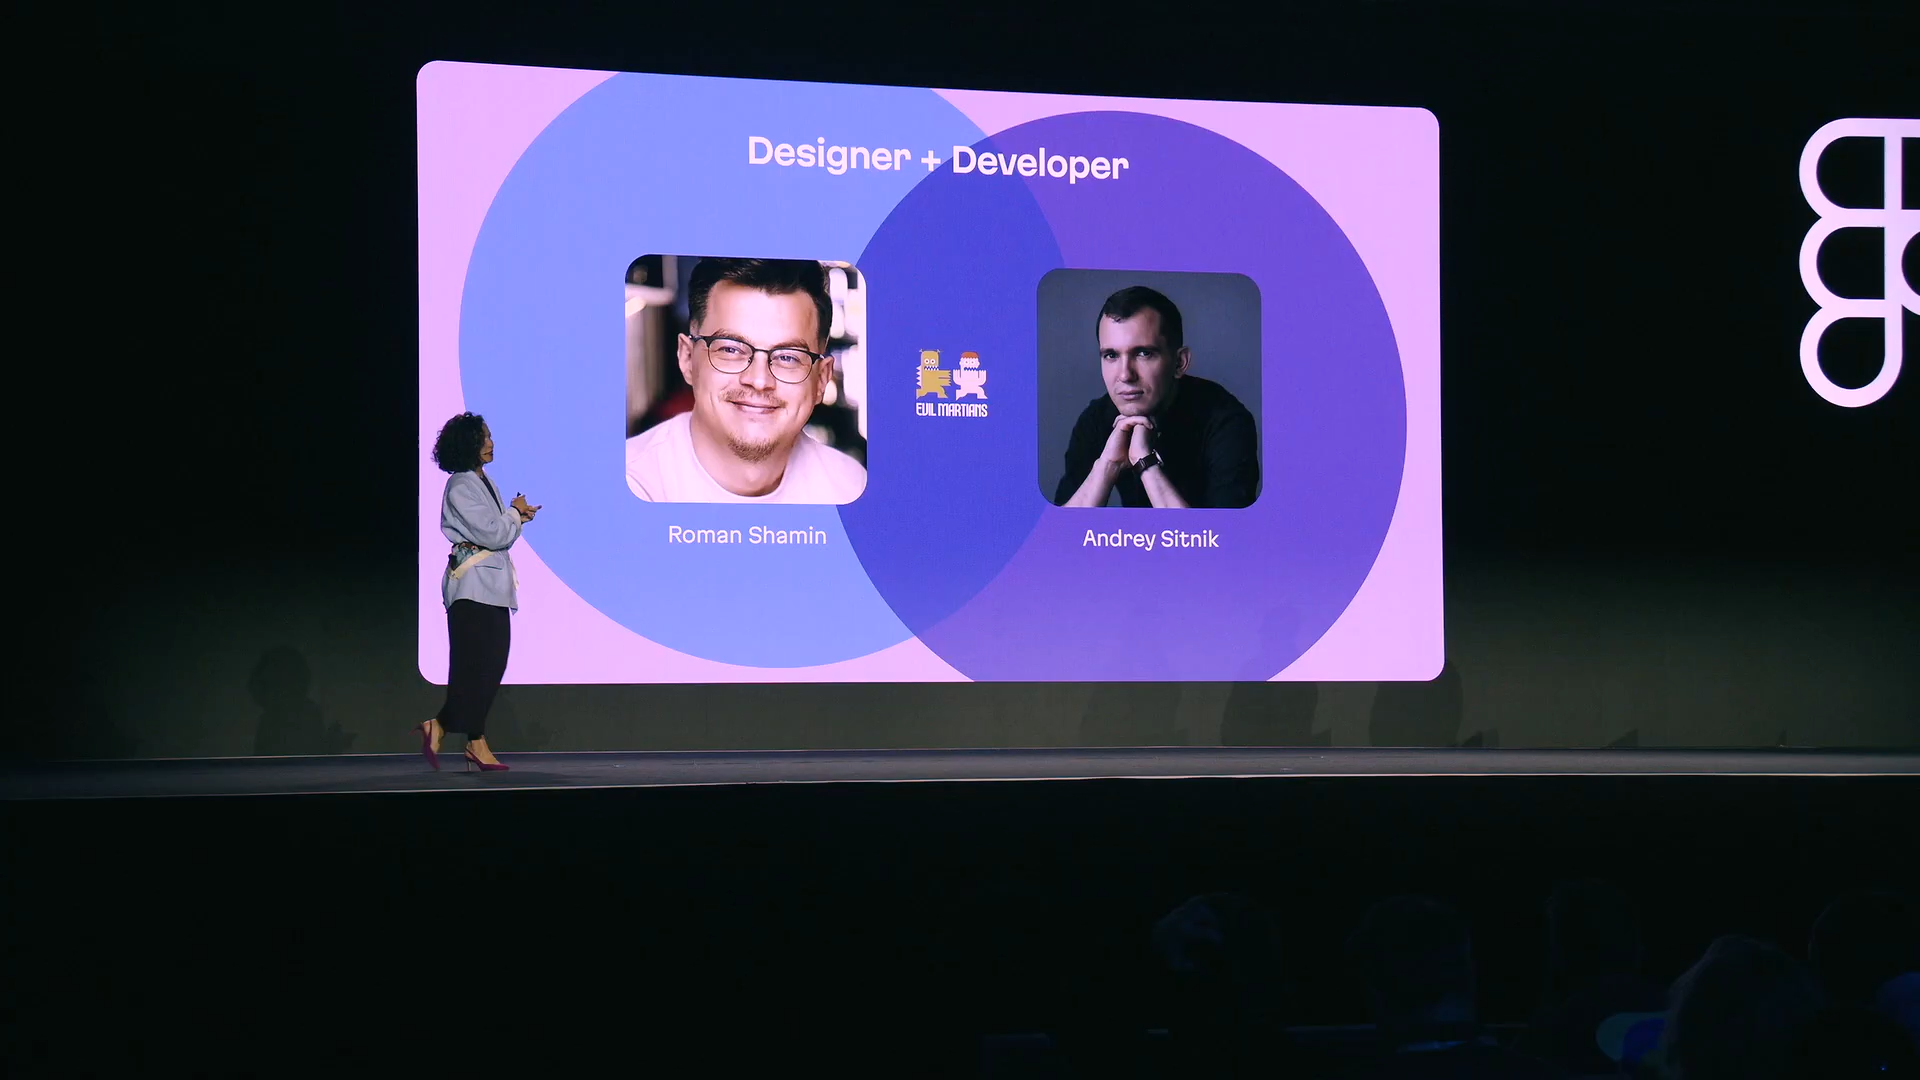 Designer + Developer
EVIL MARTIANS
Roman Shamin
Andrey Sitnik